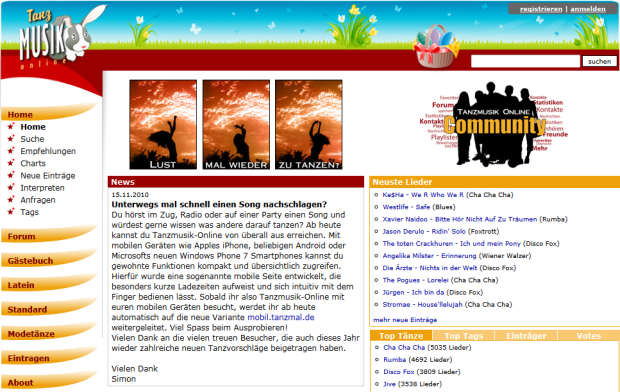 registrieren | anmelden
Tanz
MUSIK
online
suchen
Home
Home
Suche
Empfehlungen
Charts
Neue Einträge
Interpreten
Anfragen
Tags
Forum
Gästebuch
Latein
Standard
Modetänze
Eintragen
About
LUST
MAL WIEDER
ZU TANZEN?
Favoriten
Forum
Statistiken
Kontakte
Playlisten
TANZMUSIK ONLINE
Community
Kontakte
Statistiken
Kontakte
Freunde
Favoriten
Mehr
News
15.11.2010
Unterwegs mal schnell einen Song nachschlagen?
Du hörst im Zug, Radio oder auf einer Party einen Song und
würdest gerne wissen was andere darauf tanzen? Ab heute
kannst du Tanzmusik-Online von überall aus erreichen. Mit
mobilen Geräten wie Apples iPhone, beliebigen Android oder
Microsofts neuen Windows Phone 7 Smartphones kannst du
gewohnte Funktionen kompakt und übersichtlich zugreifen.
Hierfür wurde eine sogenannte mobile Seite entwickelt, die
besonders kurze Ladezeiten aufweist und sich intuitiv mit dem
Finger bedienen lässt. Sobald ihr also Tanzmusik-Online mit
euren mobilen Geräten besucht, werdet ihr ab heute
automatisch auf die neue Variante mobil.tanzmal.de
weitergeleitet. Viel Spass beim Ausprobieren!
Vielen Dank an die vielen treuen Besucher, die auch dieses Jahr
wieder zahlreiche neuen Tanzvorschläge beigetragen haben.
Vielen Dank
Simon
Neuste Lieder
Ke$ha - We R Who We R (Cha Cha Cha)
Westlife - Safe (Blues)
Xavier Naidoo - Bitte Hör Nicht Auf Zu Träumen (Rumba)
Jason Derulo - Ridin' Solo (Foxtrott)
The toten Crackhuren - Ich und mein Pony (Disco Fox)
Angelika Milster - Erinnerung (Wiener Walzer)
Die Ärzte - Nichts in der Welt (Disco Fox)
The Pogues - Lorelei (Cha Cha Cha)
Jürgen - Ich bin da (Disco Fox)
Stromae - House'llelujah (Cha Cha Cha)
mehr neue Einträge
Top Tänze Top Tags Einträger Votes
Cha Cha Cha (5035 Lieder)
Rumba (4692 Lieder)
Disco Fox (3809 Lieder)
Jive (3538 Lieder)